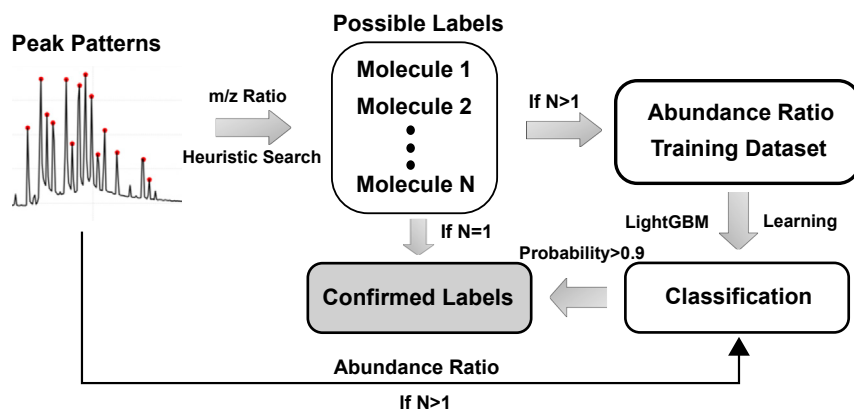 Possible Labels
Peak Patterns
Molecule 1
Molecule 2
Molecule N
m/z Ratio
Heuristic Search
If N>1
Abundance Ratio
Training Dataset
If N=1
LightGBM
Learning
Probability>0.9
Confirmed Labels
Classification
Abundance Ratio
If N>1